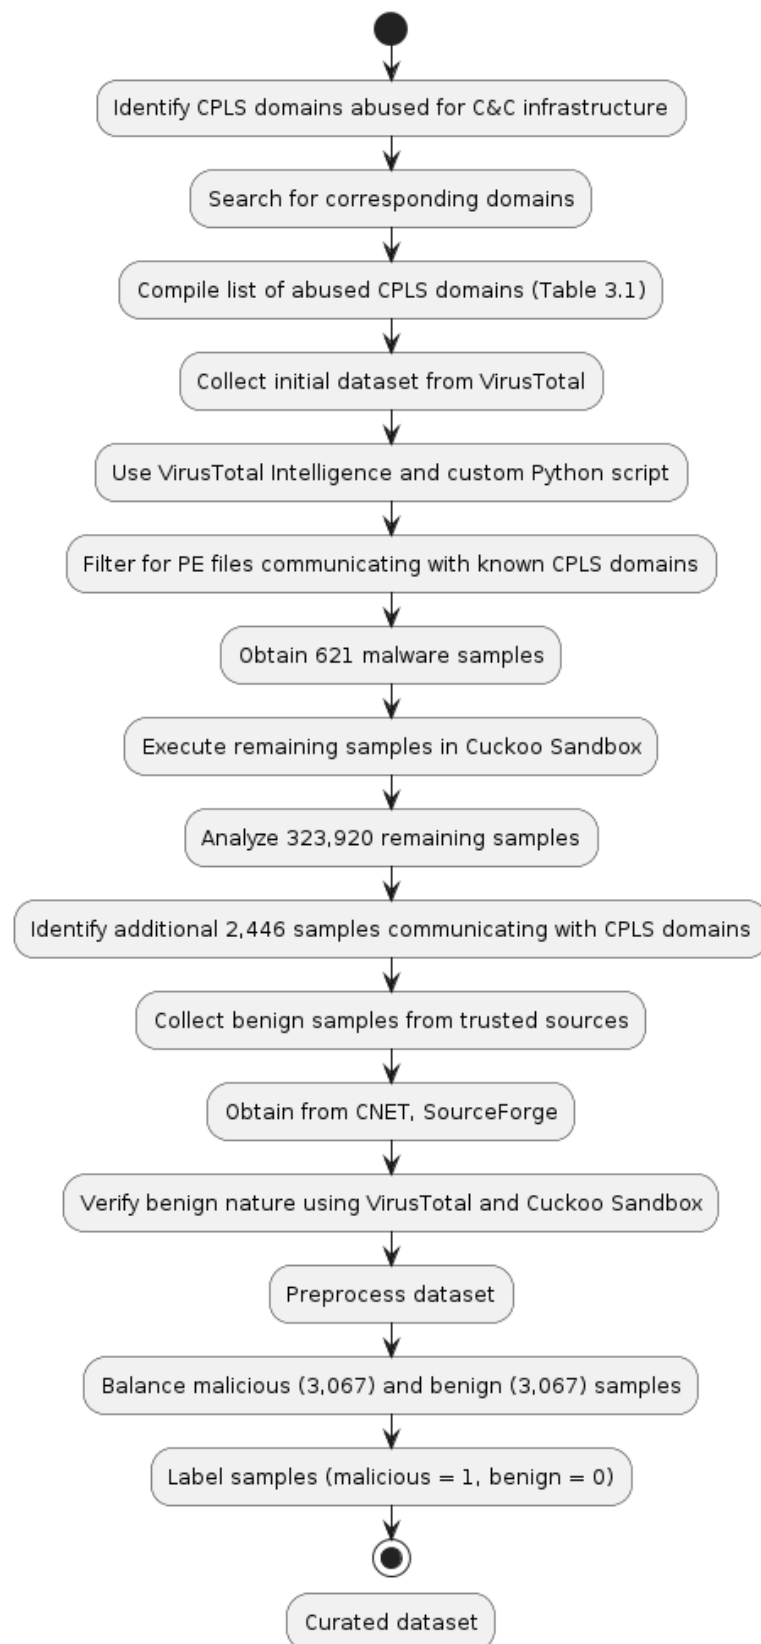 Identify CPLS domains abused for C&C infrastructure
Search for corresponding domains
Compile list of abused CPLS domains (Table 3.1)
Collect initial dataset from VirusTotal
Use VirusTotal Intelligence and custom Python script
Filter for PE files communicating with known CPLS domains
Obtain 621 malware samples
Execute remaining samples in Cuckoo Sandbox
Analyze 323,920 remaining samples
Identify additional 2,446 samples communicating with CPLS domains
Collect benign samples from trusted sources
Obtain from CNET, SourceForge
Verify benign nature using VirusTotal and Cuckoo Sandbox
Preprocess dataset
Balance malicious (3,067) and benign (3,067) samples
Label samples (malicious = 1, benign = 0)
Curated dataset